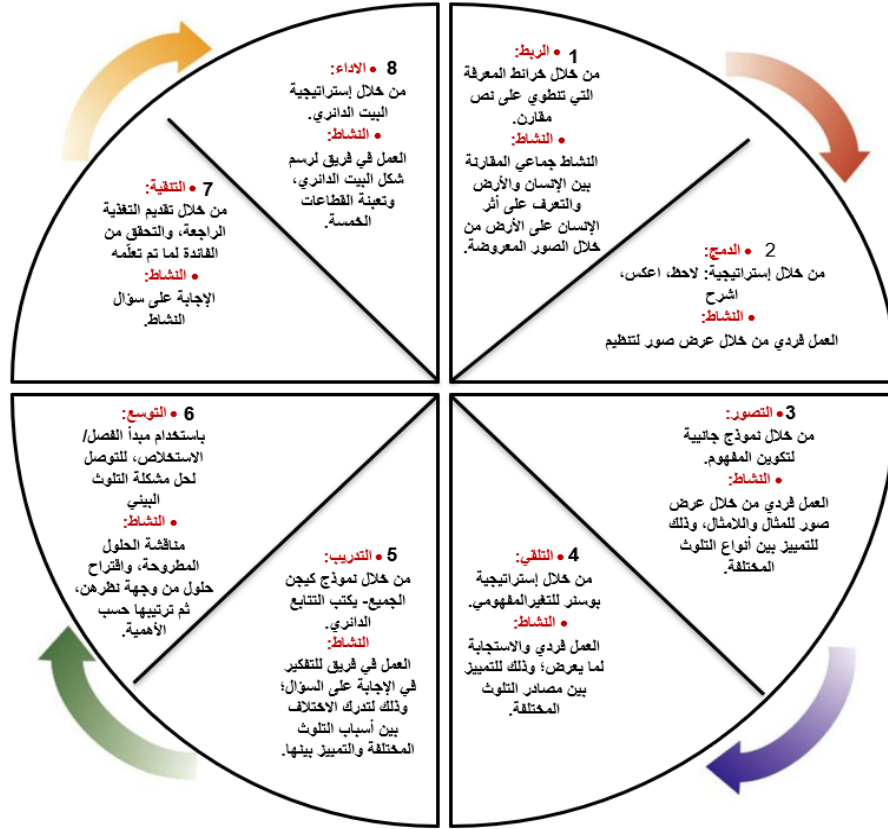 1 • الربط:
من خلال خرائط المعرفة
التي تنطوي على نص
مقارن.
• النشاط:
النشاط جماعي المقارنة
بين الإنسان والأرض
والتعرف على أثر
الإنسان على الأرض من
خلال الصور المعروضة.
2 • الدمج:
من خلال إستراتيجية: لاحظ، اعكس،
اشرح
• النشاط:
العمل فردي من خلال عرض صور لتنظيم
3 • التصور:
من خلال نموذج جانبية
لتكوين المفهوم.
• النشاط:
العمل فردي من خلال عرض
صور للمثال واللامثال، وذلك
للتمييز بين أنواع التلوث
المختلفة.
4 • التلقي:
من خلال إستراتيجية
بوسنر للتغيرالمفهومي.
• النشاط:
العمل فردي والاستجابة
لما يعرض؛ وذلك للتمييز
بين مصادر التلوث
المختلفة.
5 • التدريب:
من خلال نموذج كيجن
الجميع- يكتب التتابع
الدائري.
النشاط:
العمل في فريق للتفكير
في الإجابة على السؤال؛
وذلك لتدرك الاختلاف
بين أسباب التلوث
المختلفة والتمييز بينها.
6 • التوسع:
باستخدام مبدأ الفصل/
الاستخلاص، للتوصل
لحل مشكلة التلوث
البيئي
• النشاط:
مناقشة الحلول
المطروحة، واقتراح
حلول من وجهة نظرهن،
ثم ترتيبها حسب
الأهمية.
7 • التنقية:
من خلال تقديم التغذية
الراجعة، والتحقق من
الفائدة لما تم تعلّمه
• النشاط:
الإجابة على سؤال
النشاط.
8 • الاداء:
من خلال إستراتيجية
البيت الدائري.
• النشاط:
العمل في فريق لرسم
شكل البيت الدائري،
وتعبئة القطاعات
الخمسة.